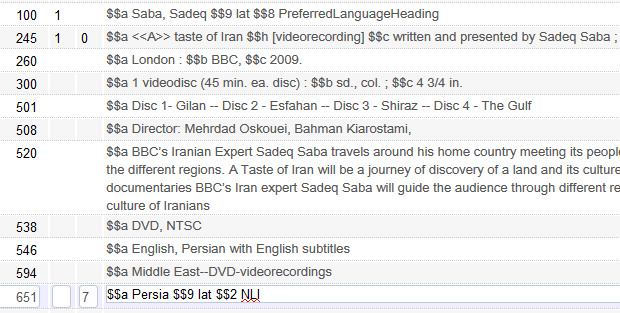 100 1 $$a Saba, Sadeq $$9 lat $$8 PreferredLanguageHeading
245 1 0 $$a <<A>> taste of Iran $$h [videorecording] $$c written and presented by Sadeq Saba ;
260 $$a London : $$b BBC, $$c 2009.
300 $$a 1 videodisc (45 min. ea. disc) : $$b sd., col. ; $$c 4 3/4 in.
501 $$a Disc 1- Gilan -- Disc 2 - Esfahan -- Disc 3 - Shiraz -- Disc 4 - The Gulf
508 $$a Director: Mehrdad Oskouei, Bahman Kiarostami,
520 $$a BBC's Iranian Expert Sadeq Saba travels around his home country meeting its peopl
the different regions. A Taste of Iran will be a journey of discovery of a land and its culture
documentaries BBC's Iran expert Sadeq Saba will guide the audience through different re
culture of Iranians
538 $$a DVD, NTSC
546 $$a English, Persian with English subtitles
594 $$a Middle East--DVD-videorecordings
651 7 $$a Persia $$9 lat $$2 NLI